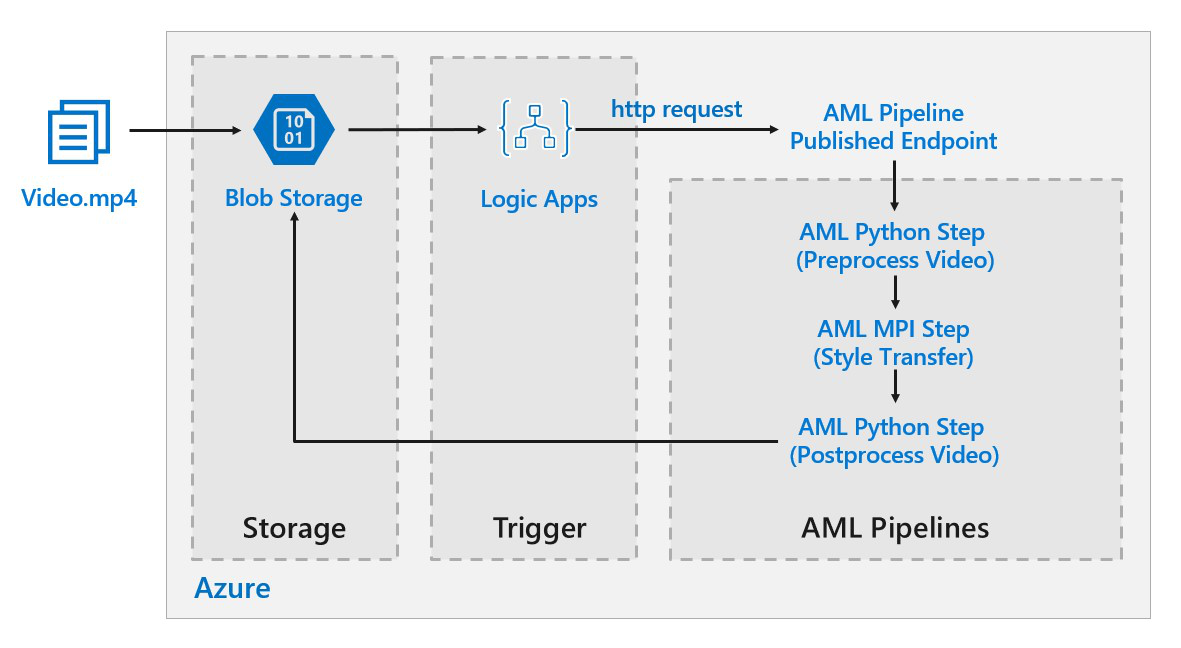 Video.mp4
10
01
Blob Storage
Logic Apps
http request
AML Pipeline
Published Endpoint
AML Python Step
(Preprocess Video)
AML MPI Step
(Style Transfer)
AML Python Step
(Postprocess Video)
Storage
Trigger
AML Pipelines
Azure